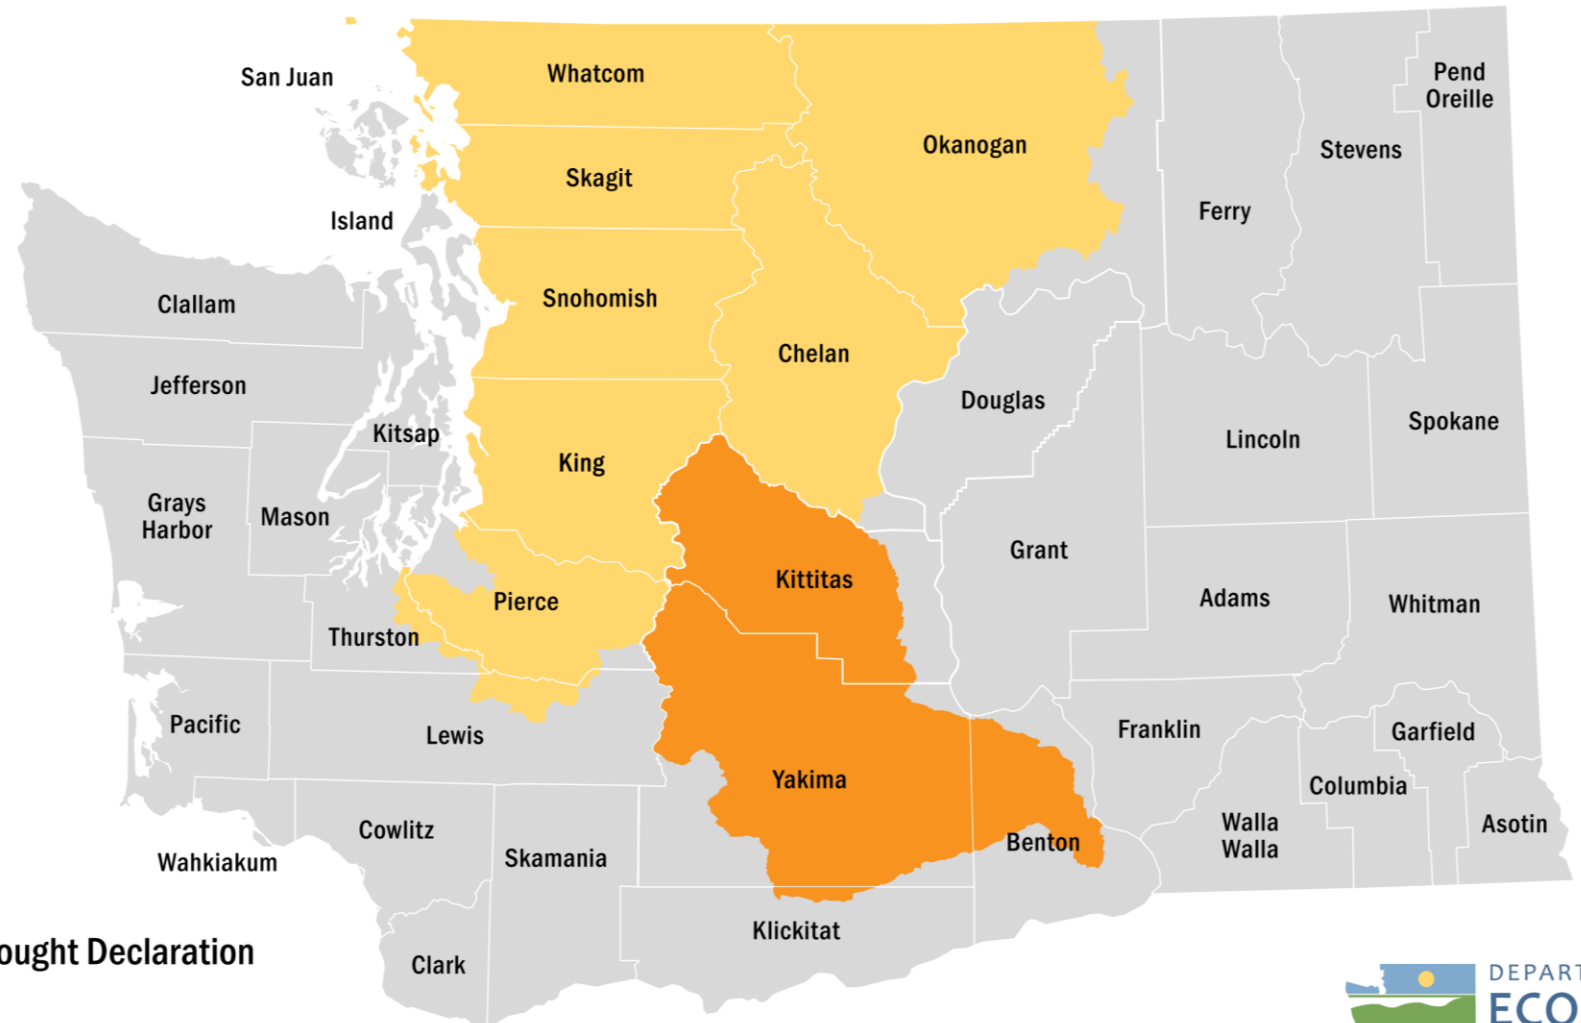 San Juan
Whatcom
Pend
Oreille
Okanogan
Stevens
Skagit
Ferry
Island
Clallam
Snohomish
Chelan
Jefferson
Douglas
Kitsap
Lincoln
Spokane
King
Grays
Harbor
Mason
Grant
Kittitas
Adams
Whitman
Pierce
Thurston
Pacific
Lewis
Franklin
Garfield
Yakima
Columbia
Cowlitz
Benton
Walla
Walla
Asotin
Wahkiakum
Skamania
Klickitat
ought Declaration
Clark
DEPART
ECO